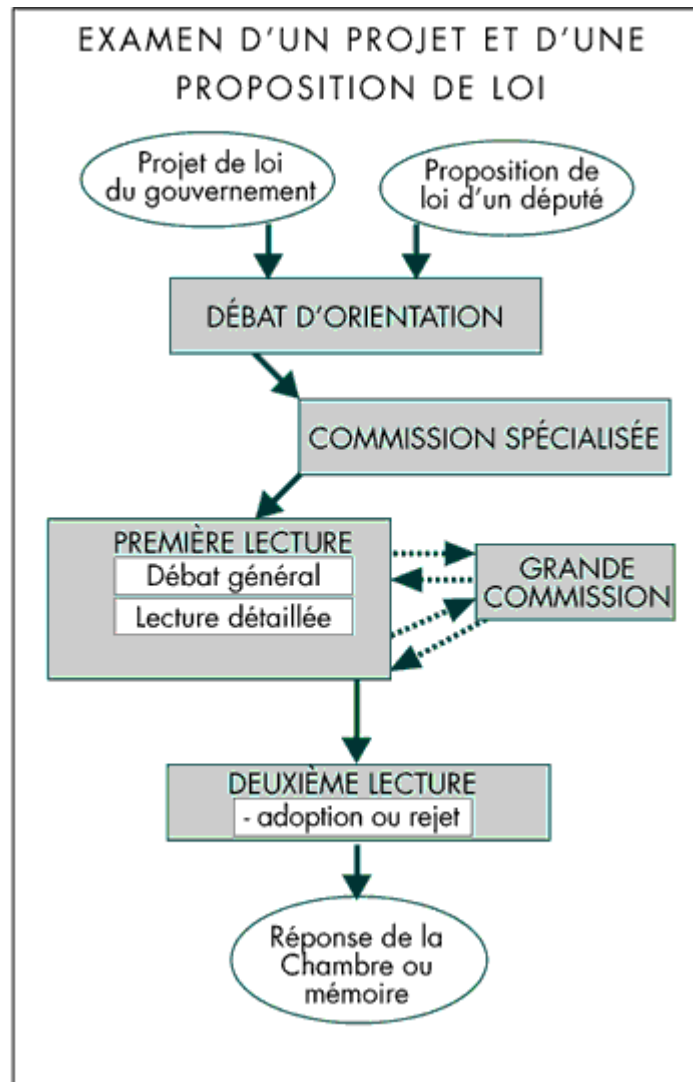 EXAMEN D'UN PROJET ET D'UNE
PROPOSITION DE LOI
Projet de loi
du gouvernement
Proposition de
loi d'un député
DÉBAT D'ORIENTATION
COMMISSION SPÉCIALISÉE
PREMIÈRE LECTURE
Débat général
Lecture détaillée
GRANDE
COMMISSION
DEUXIÈME LECTURE
- adoption ou rejet
Réponse de la
Chambre ou
mémoire